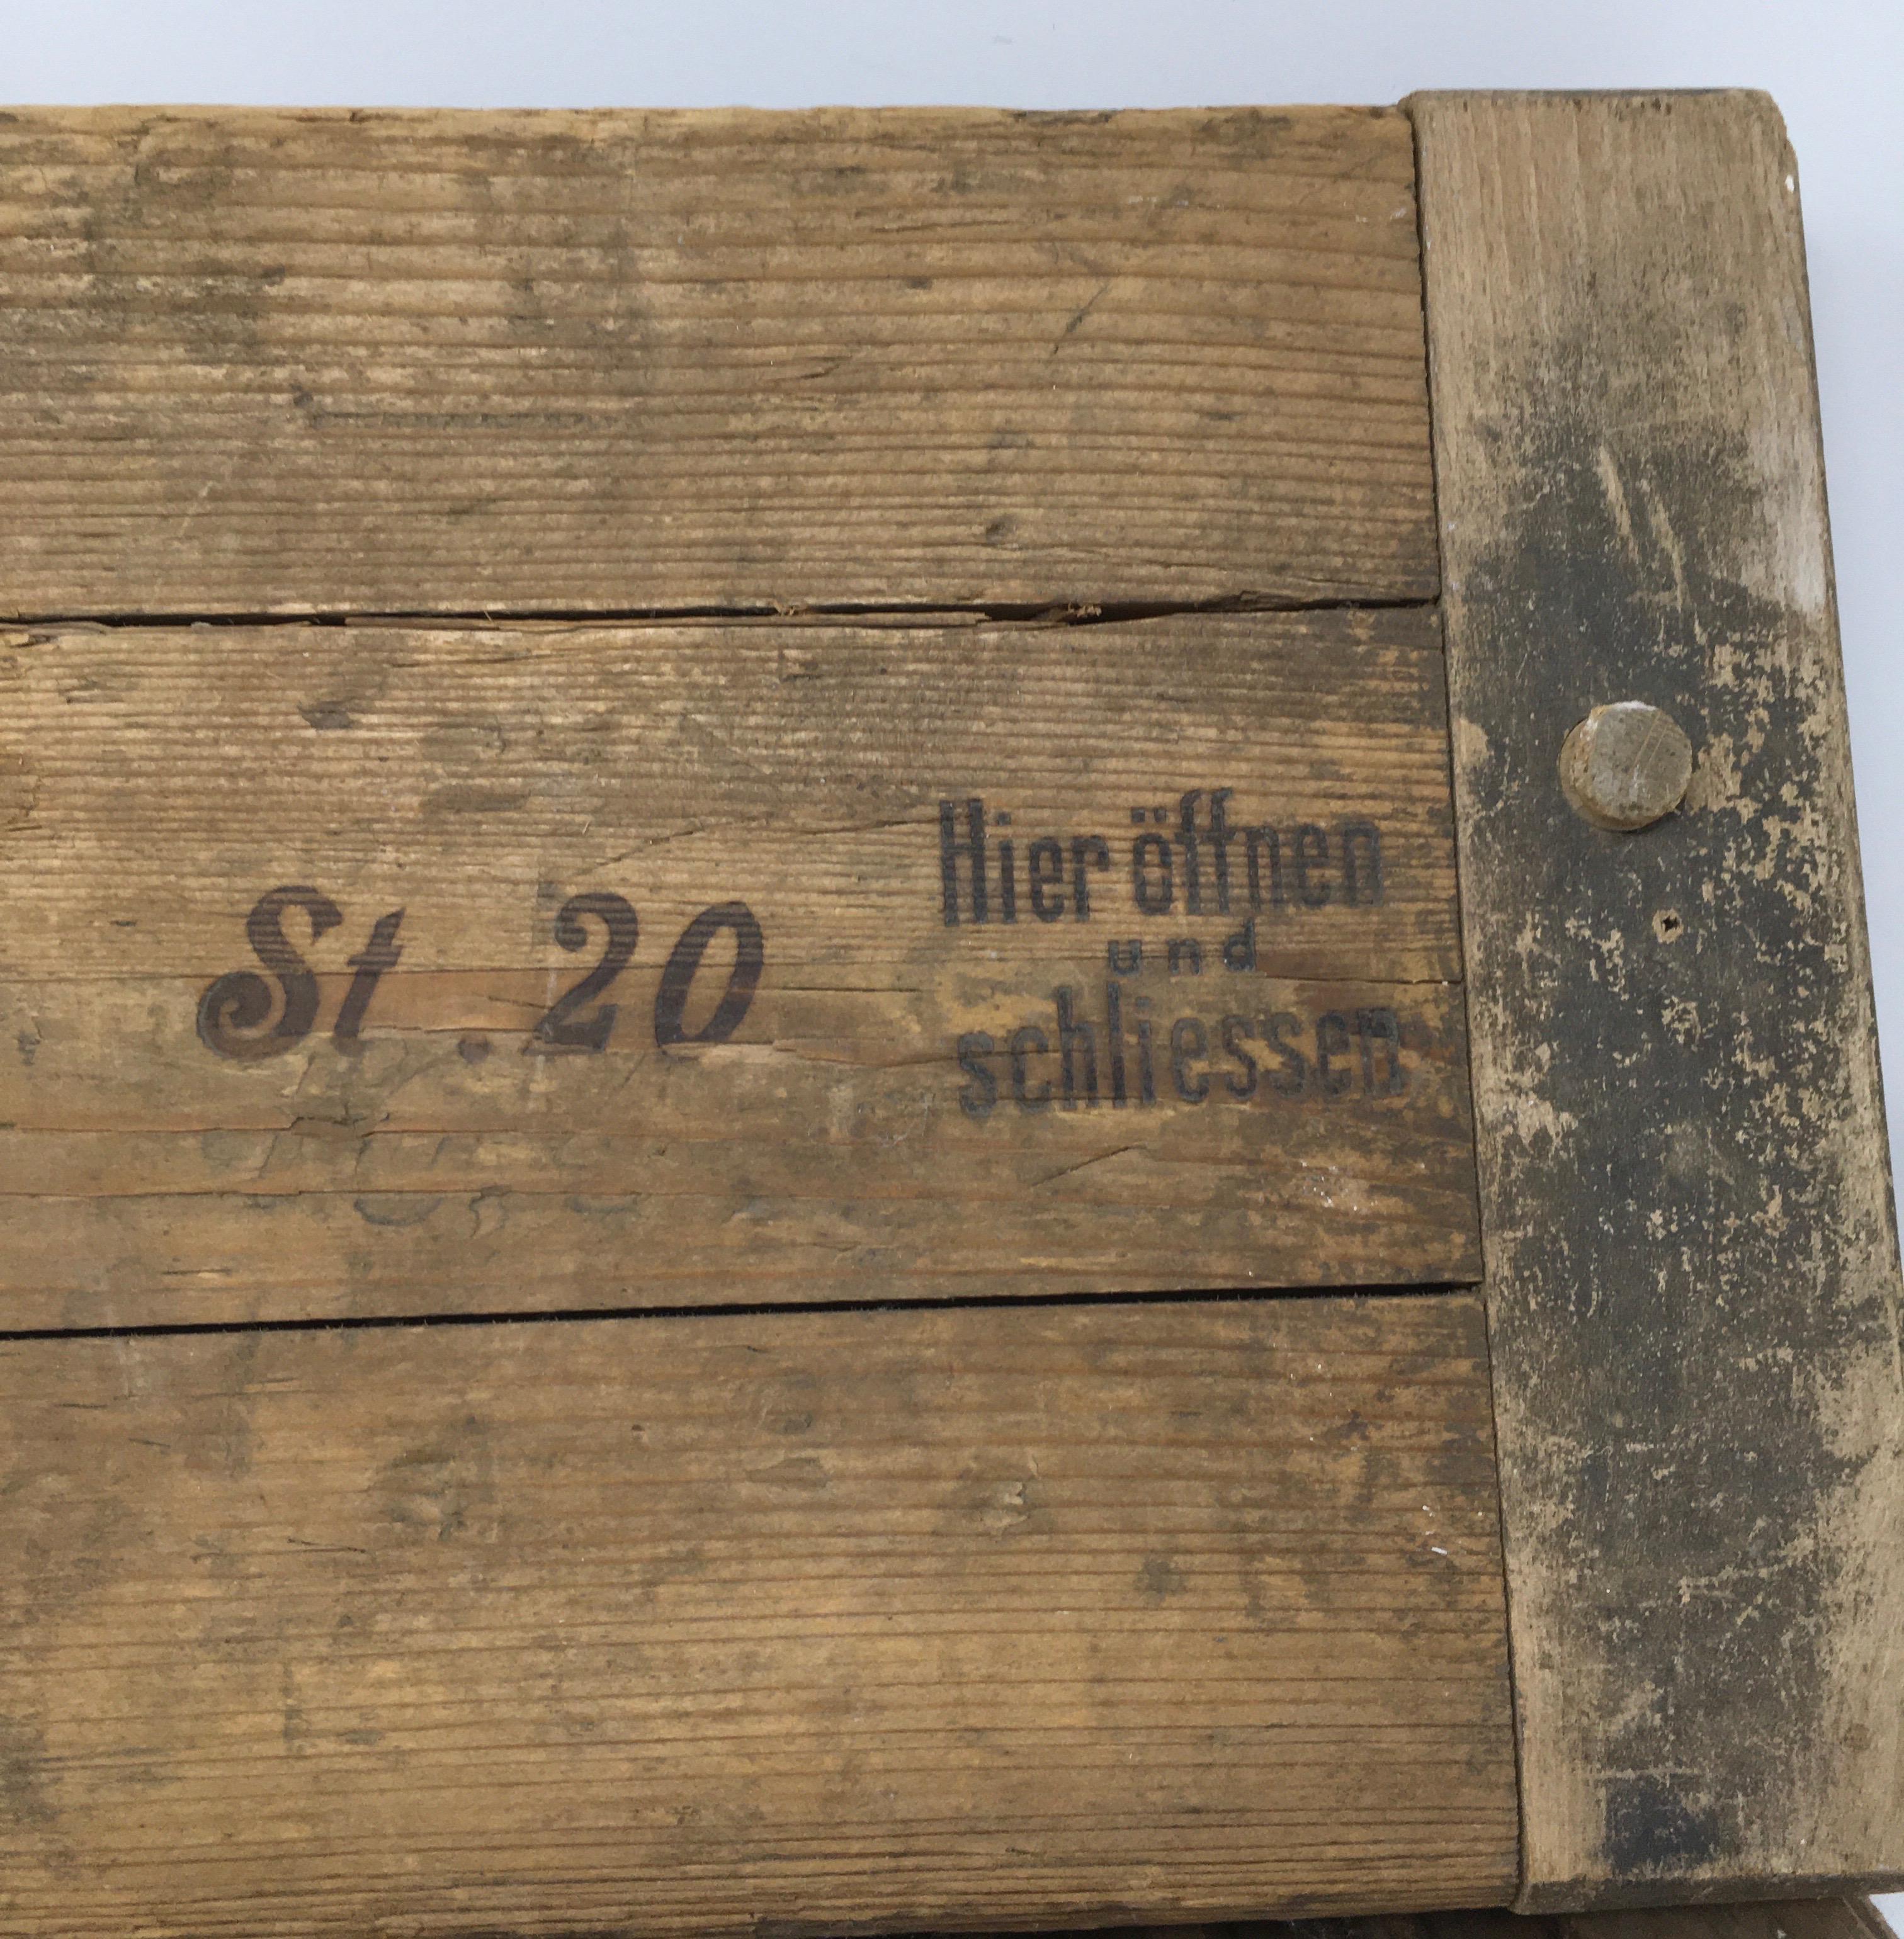 St. 20
Hier öffnen
und
schliessen